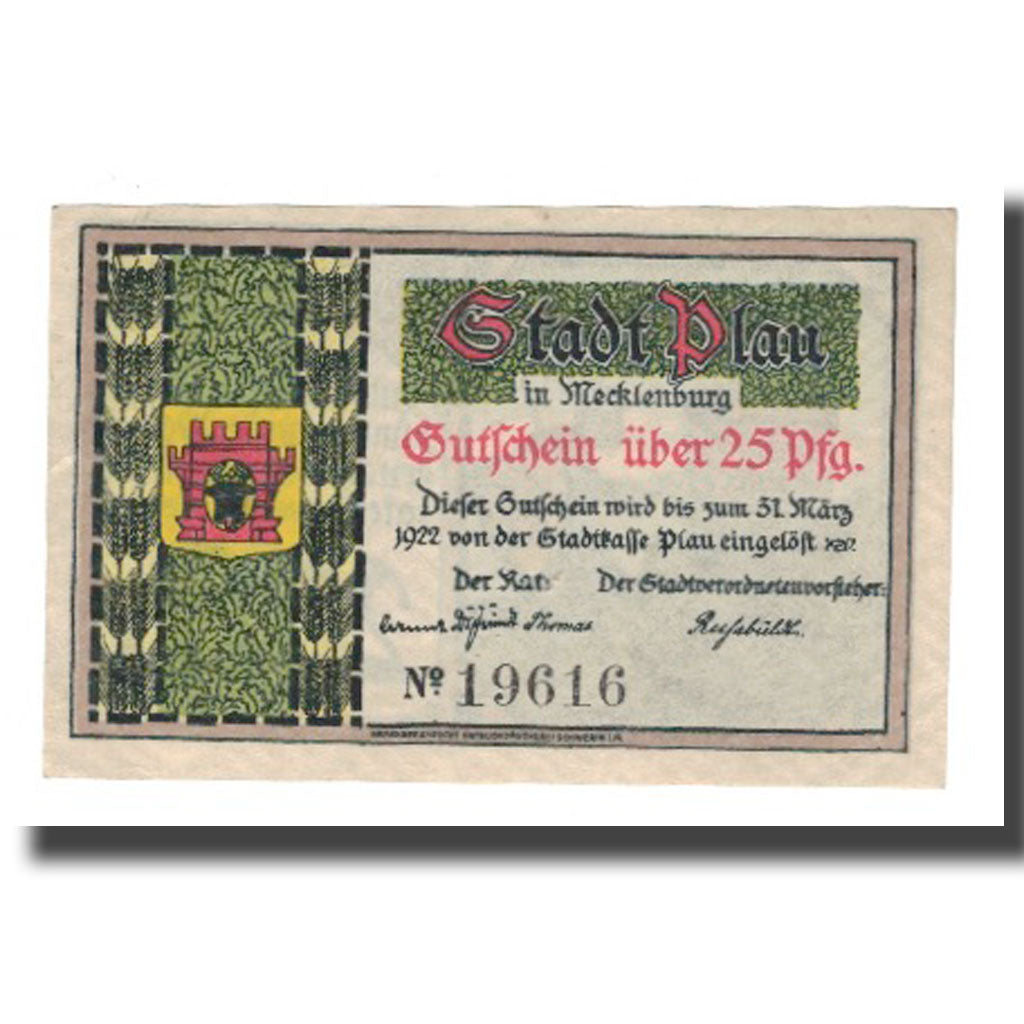 Stadt Plau
in Mecklenburg
Gutschein über 25 Pfg.
Dieser Gutschein wird bis zum 31. März
1922 von der Stadtkasse Plau eingelöst
Der Rat: Der Stadtverordnetenvorsteher:
Thomas
No. 19616